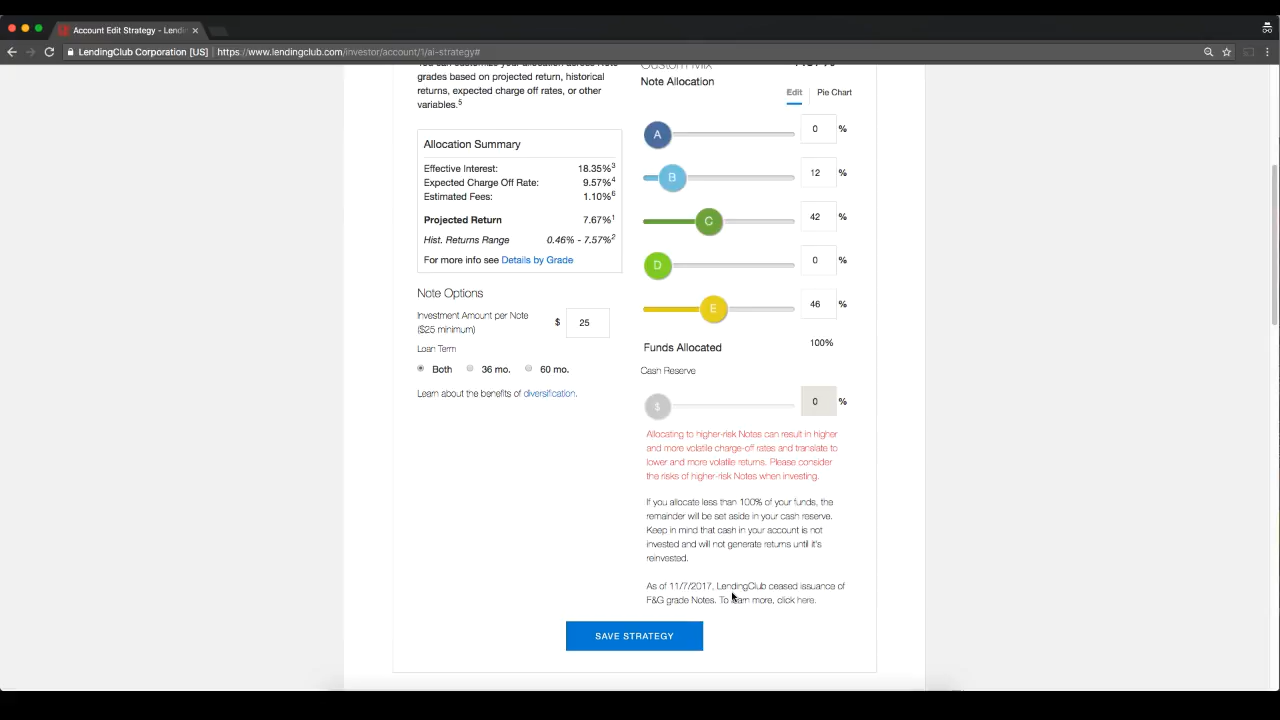 Account Edit Strategy - Lendi
LendingClub Corporation [US] | https://www.lendingclub.com/investor/account/1/ai-strategy#
grades based on projected return, historical
returns, expected charge off rates, or other
variables.5
Allocation Summary
Effective Interest: 18.35%3
Expected Charge Off Rate: 9.57%4
Estimated Fees: 1.10%6
Projected Return 7.67%1
Hist. Returns Range 0.46% - 7.57%2
For more info see Details by Grade
Note Options
Investment Amount per Note
($25 minimum)
$ 25
Loan Term
Both 36 mo. 60 mo.
Learn about the benefits of diversification.
Custom Mix
Note Allocation
Edit | Pie Chart
A 0 %
B 12 %
C 42 %
D 0 %
E 46 %
Funds Allocated 100%
Cash Reserve
$ 0 %
Allocating to higher-risk Notes can result in higher
and more volatile charge-off rates and translate to
lower and more volatile returns. Please consider
the risks of higher-risk Notes when investing.
If you allocate less than 100% of your funds, the
remainder will be set aside in your cash reserve.
Keep in mind that cash in your account is not
invested and will not generate returns until it's
reinvested.
As of 11/7/2017, LendingClub ceased issuance of
F&G grade Notes. To learn more, click here.
SAVE STRATEGY